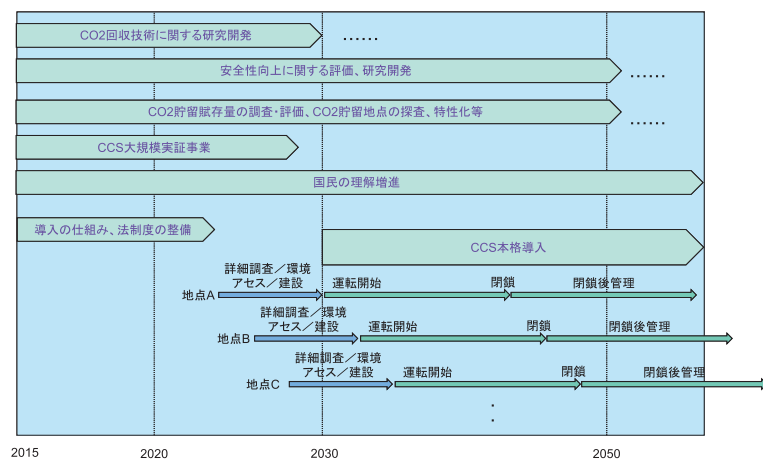 CO2回収技術に関する研究開発
……
安全性向上に関する評価、研究開発
……
CO2貯留賦存量の調査・評価、CO2貯留地点の探査、特性化等
……
CCS大規模実証事業
国民の理解増進
導入の仕組み、法制度の整備
CCS本格導入
詳細調査／環境
アセス／建設
運転開始
閉鎖
閉鎖後管理
地点A
詳細調査／環境
アセス／建設
運転開始
閉鎖
閉鎖後管理
地点B
詳細調査／環境
アセス／建設
運転開始
閉鎖
閉鎖後管理
地点C
2015
2020
2030
2050